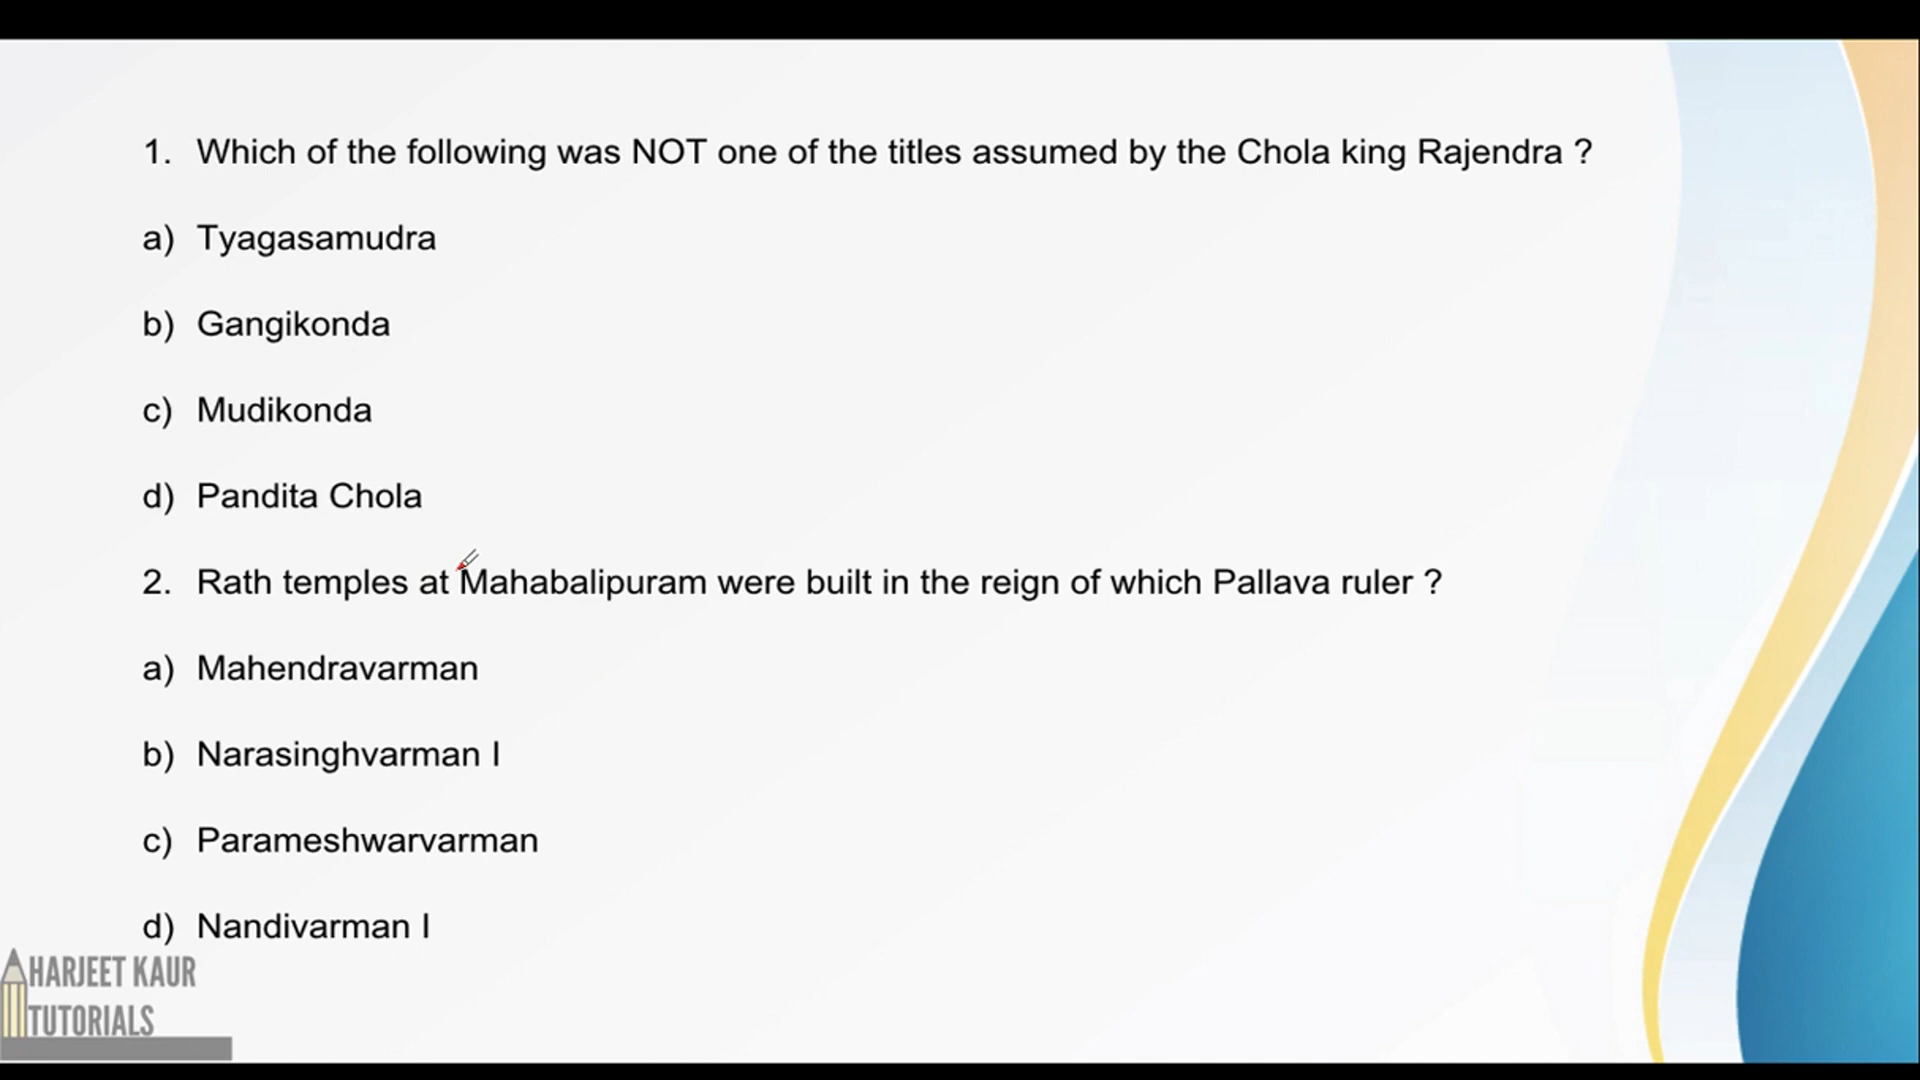 1. Which of the following was NOT one of the titles assumed by the Chola king Rajendra ?
a) Tyagasamudra
b) Gangikonda
c) Mudikonda
d) Pandita Chola
2. Rath temples at Mahabalipuram were built in the reign of which Pallava ruler ?
a) Mahendravarman
b) Narasinghvarman I
c) Parameshwarvarman
d) Nandivarman I
HARJEET KAUR
TUTORIALS